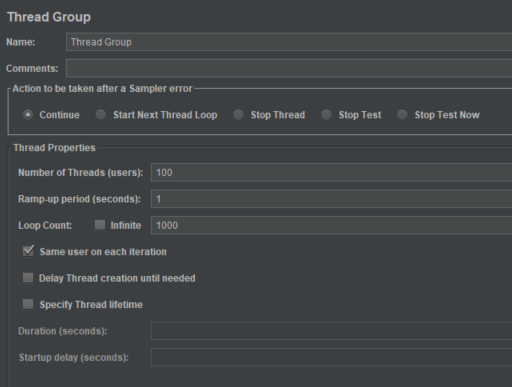 Thread Group
Name: Thread Group
Comments:
Action to be taken after a Sampler error
Continue Start Next Thread Loop Stop Thread Stop Test Stop Test Now
Thread Properties
Number of Threads (users): 100
Ramp-up period (seconds): 1
Loop Count: Infinite 1000
Same user on each iteration
Delay Thread creation until needed
Specify Thread lifetime
Duration (seconds):
Startup delay (seconds):